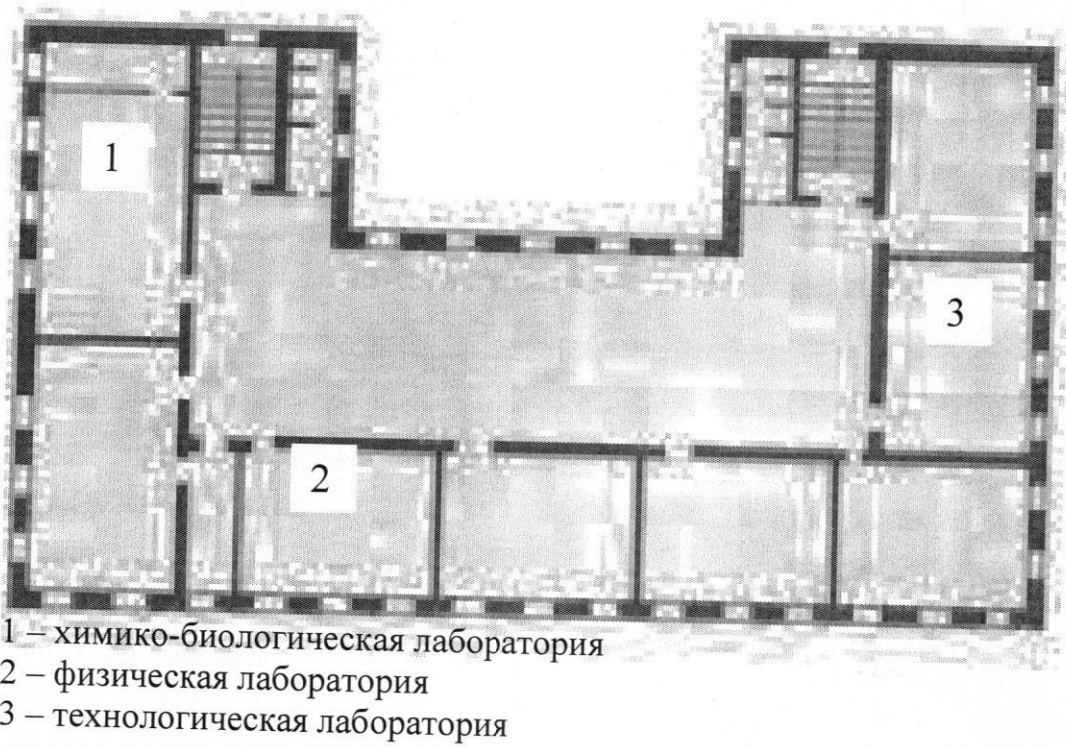 1
2
3
1 – химико-биологическая лаборатория
2 – физическая лаборатория
3 – технологическая лаборатория